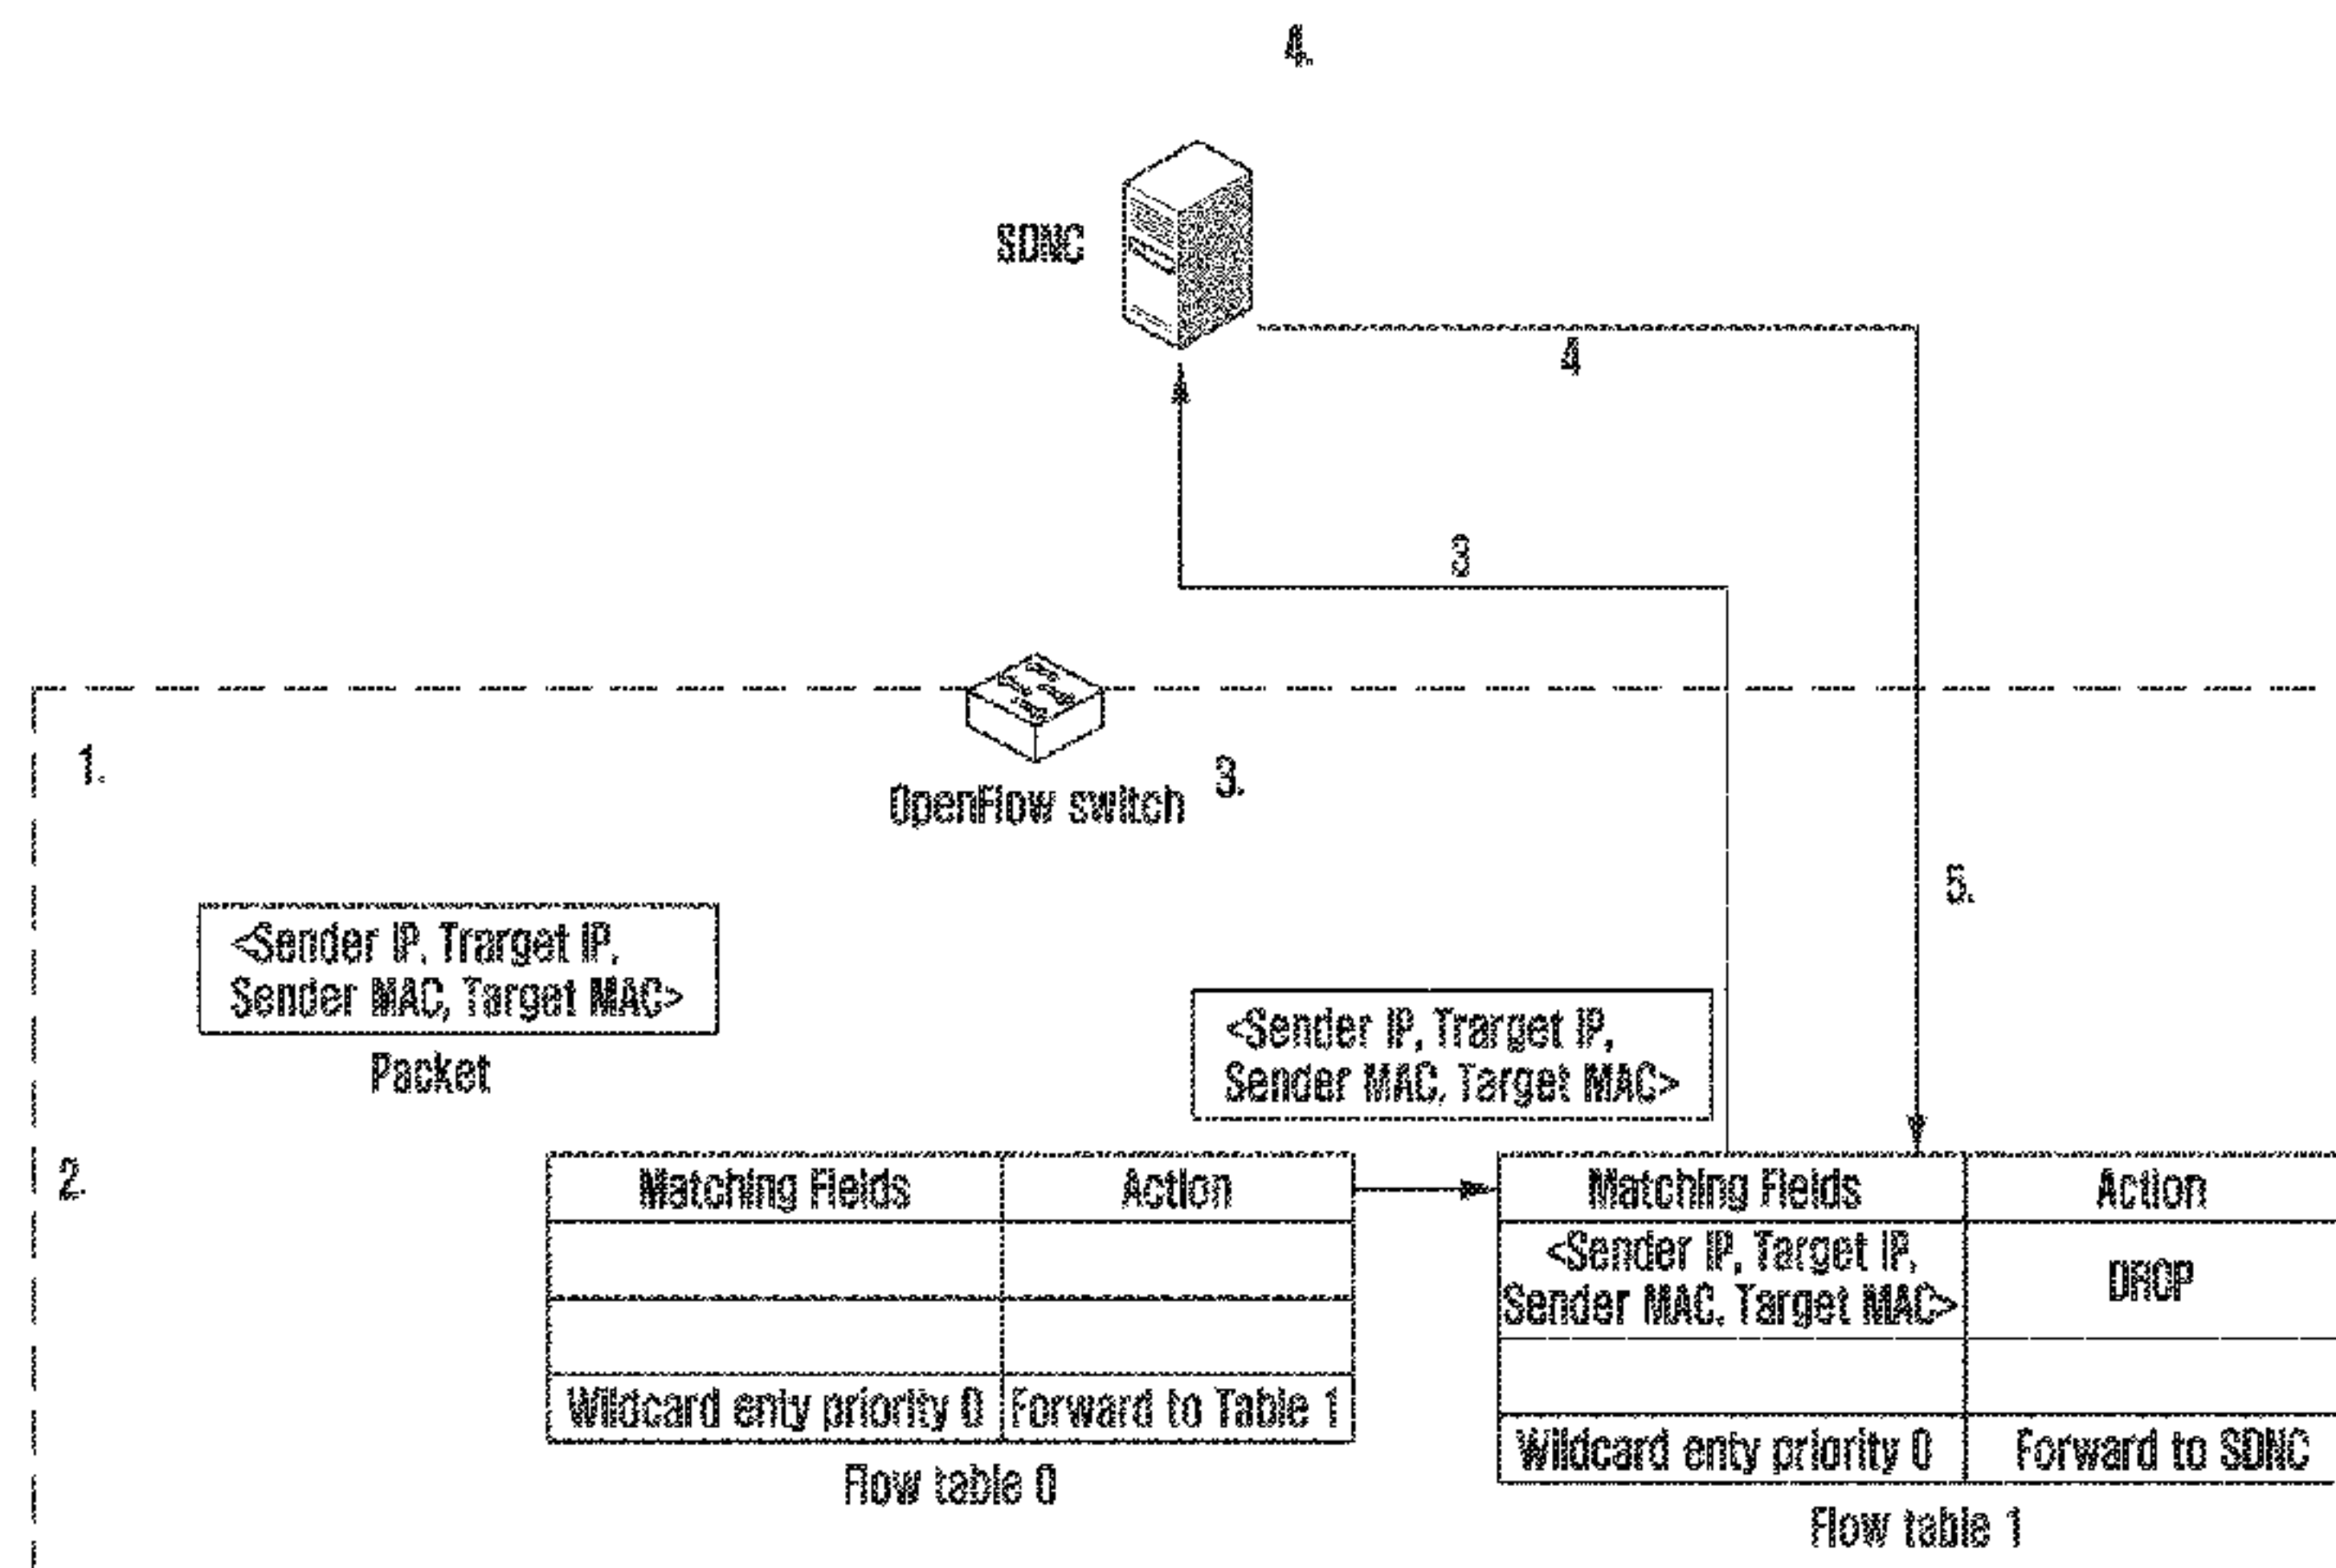 4.
SDNC
4
3
1.
OpenFlow switch
3.
5.
<Sender IP, Trarget IP,
Sender MAC, Target MAC>
Packet
<Sender IP, Trarget IP,
Sender MAC, Target MAC>
2.
Matching Fields
Action
Wildcard enty priority 0
Forward to Table 1
Flow table 0
Matching Fields
Action
<Sender IP, Target IP,
Sender MAC, Target MAC>
DROP
Wildcard enty priority 0
Forward to SDNC
Flow table 1